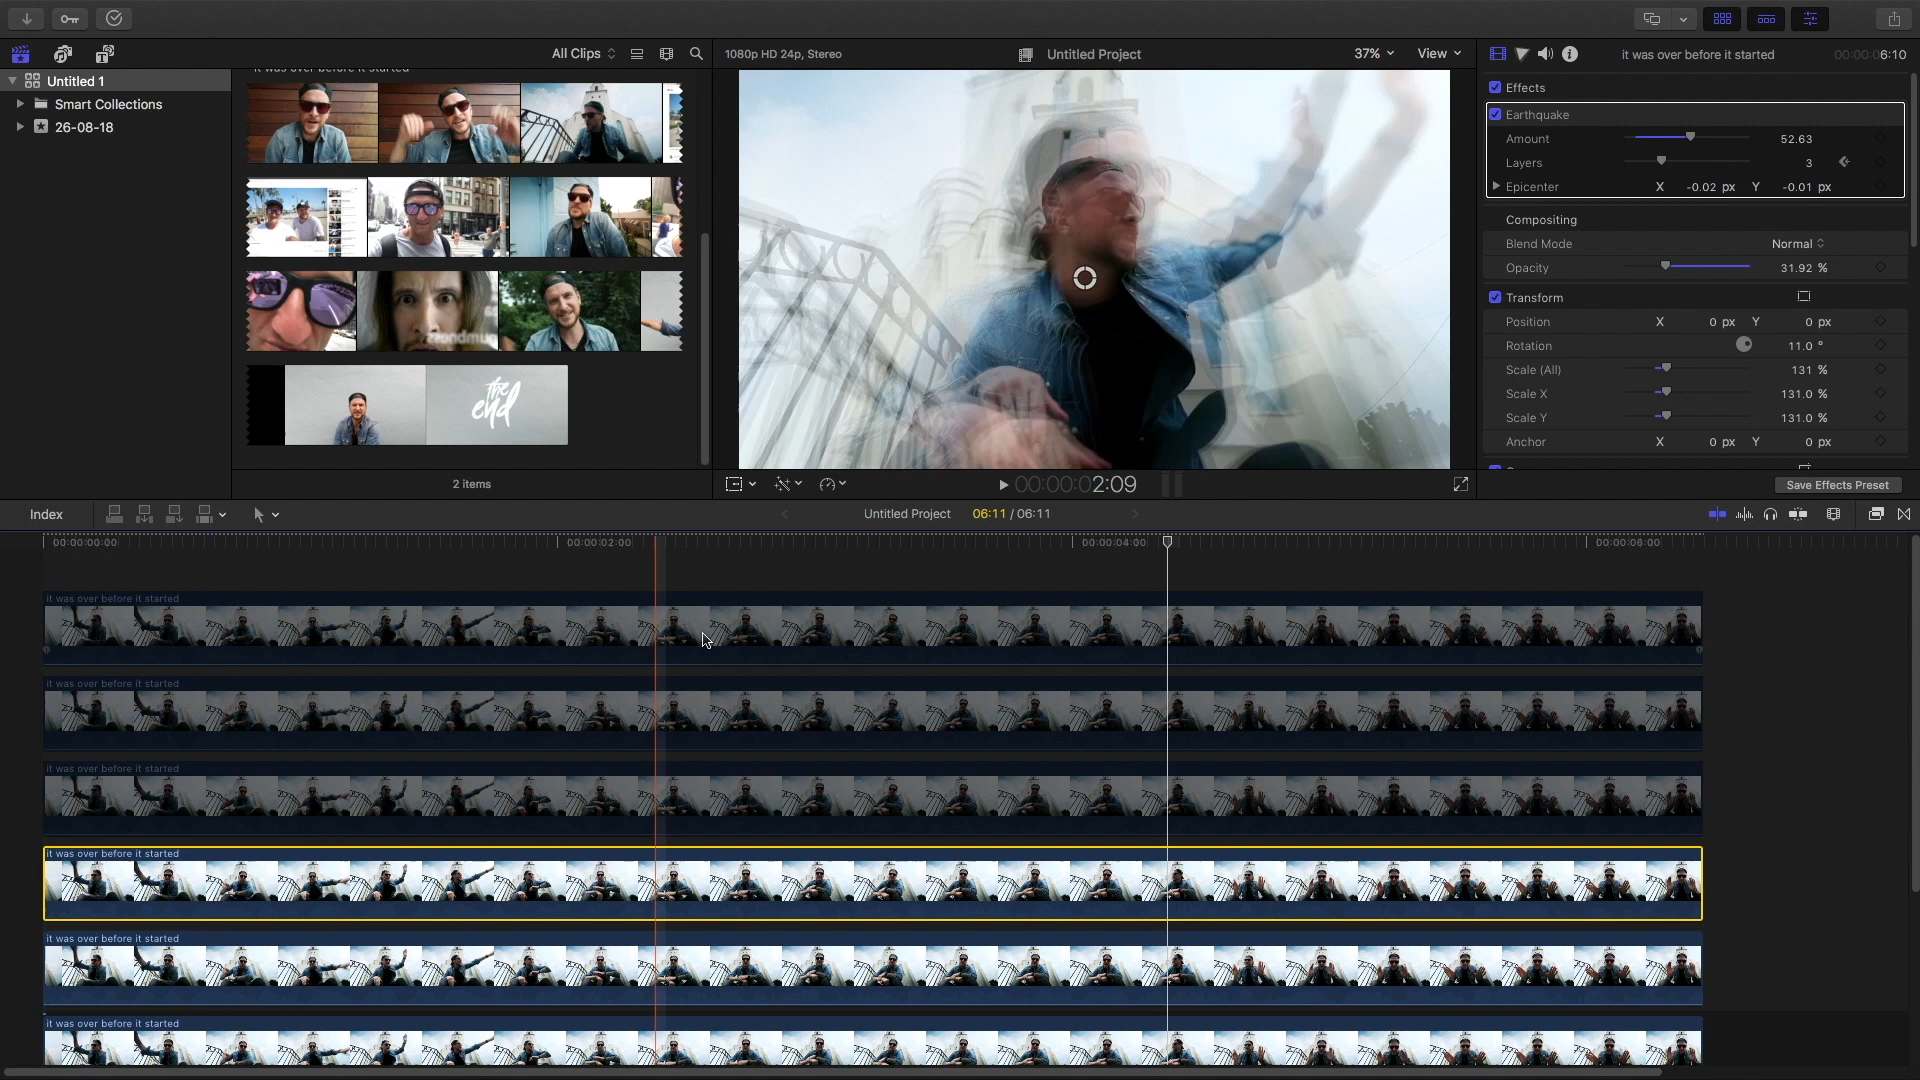 All Clips
1080p HD 24p, Stereo
Untitled Project
37%
View
it was over before it started
00:00:06:10
Untitled 1
Smart Collections
26-08-18
it was over before it started
the end
2 items
00:00:00:02:09
Effects
Earthquake
Amount 52.63
Layers 3
Epicenter X -0.02 px Y -0.01 px
Compositing
Blend Mode Normal
Opacity 31.92 %
Transform
Position X 0 px Y 0 px
Rotation 11.0 °
Scale (All) 131 %
Scale X 131.0 %
Scale Y 131.0 %
Anchor X 0 px Y 0 px
Save Effects Preset
Index
Untitled Project 06:11 / 06:11
00:00:00:00
00:00:02:00
00:00:04:00
00:00:06:00
it was over before it started
it was over before it started
it was over before it started
it was over before it started
it was over before it started
it was over before it started